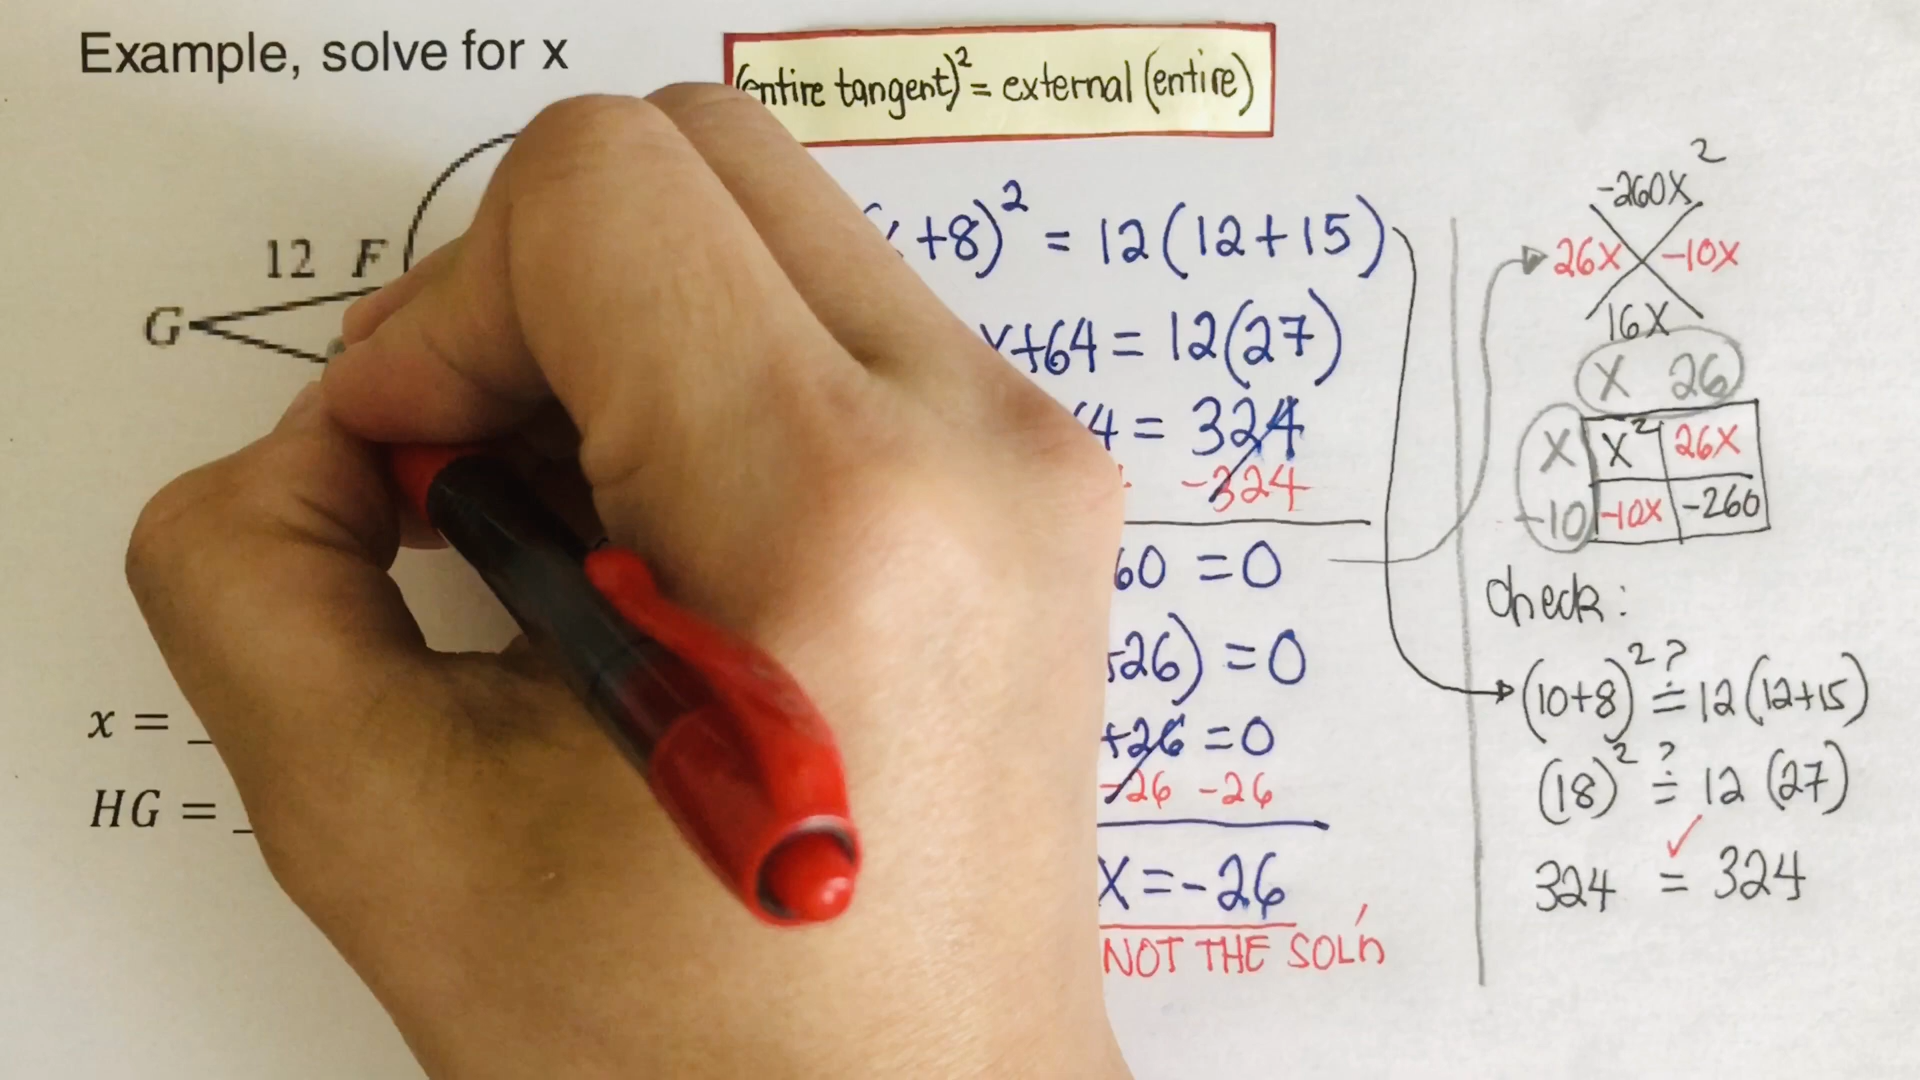 Example, solve for x
(entire tangent)² = external (entire)
12 F
G
x =
HG =
+8)² = 12(12+15)
x+64 = 12(27)
4 = 324
-324
60 = 0
+26) = 0
+26 = 0
-26 -26
X = -26
NOT THE SOL'n
-260X²
26X -10X
16X
X 26
X X² 26X
-10 -10X -260
check:
(10+8)² ≟ 12(12+15)
(18)² ≟ 12 (27)
✓
324 = 324